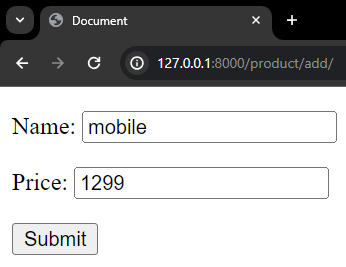 Document
127.0.0.1:8000/product/add/
Name: mobile
Price: 1299
Submit